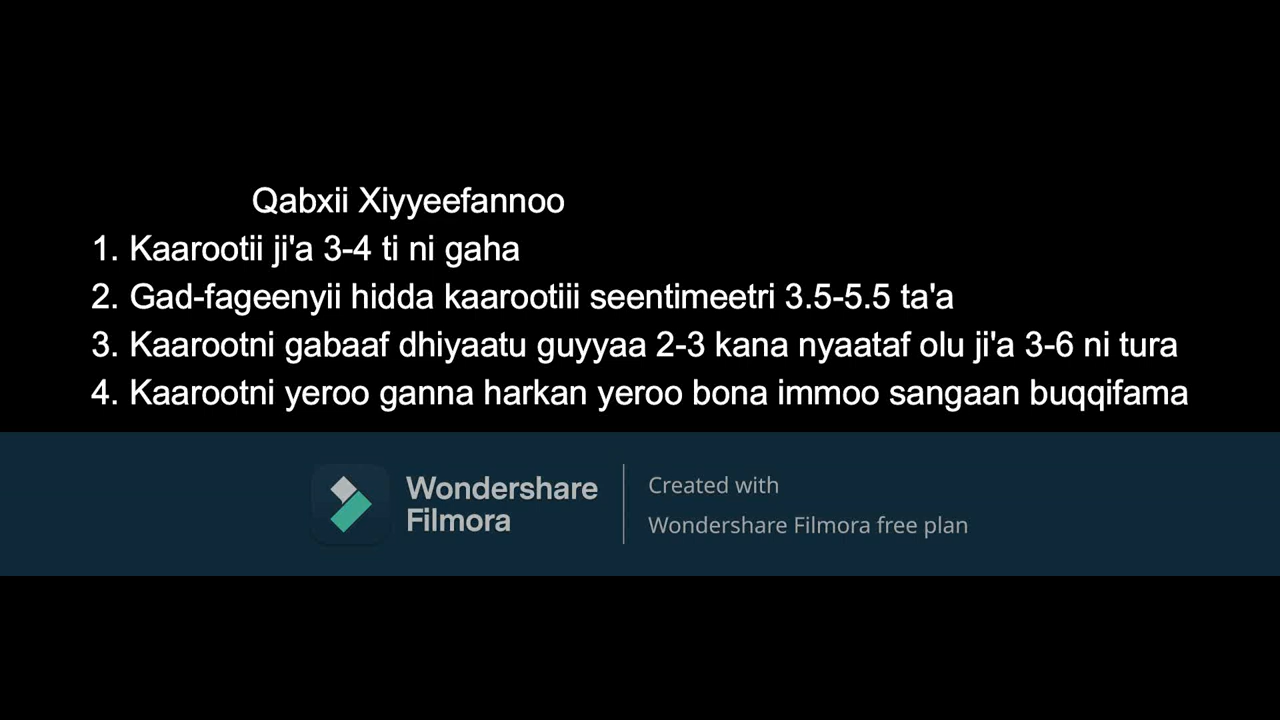 Qabxii Xiyyeefannoo
1. Kaarootii ji'a 3-4 ti ni gaha
2. Gad-fageenyii hidda kaarootiii seentimeetri 3.5-5.5 ta'a
3. Kaarootni gabaaf dhiyaatu guyyaa 2-3 kana nyaataf olu ji'a 3-6 ni tura
4. Kaarootni yeroo ganna harkan yeroo bona immoo sangaan buqqifama
Wondershare
Filmora
Created with
Wondershare Filmora free plan